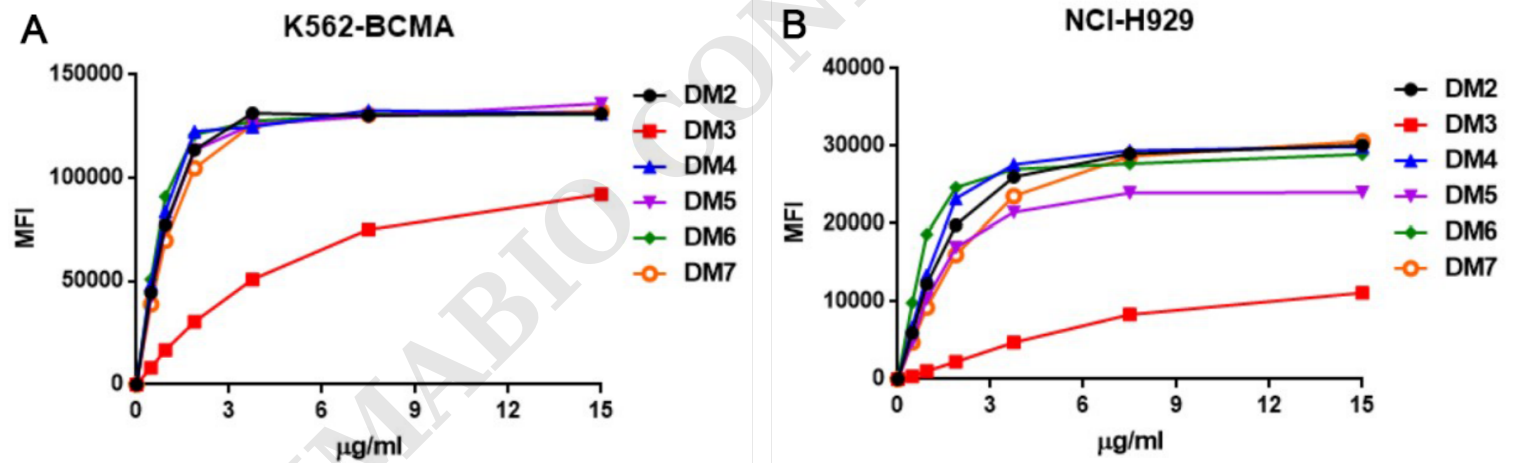 A
K562-BCMA
MFI
150000
100000
50000
0
0 3 6 9 12 15
µg/ml
DM2
DM3
DM4
DM5
DM6
DM7
B
NCI-H929
MFI
40000
30000
20000
10000
0
0 3 6 9 12 15
µg/ml
DM2
DM3
DM4
DM5
DM6
DM7